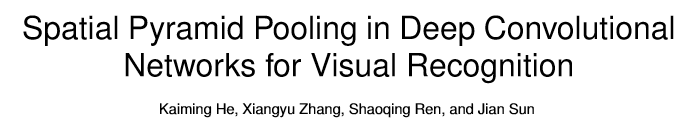 Spatial Pyramid Pooling in Deep Convolutional
Networks for Visual Recognition
Kaiming He, Xiangyu Zhang, Shaoqing Ren, and Jian Sun